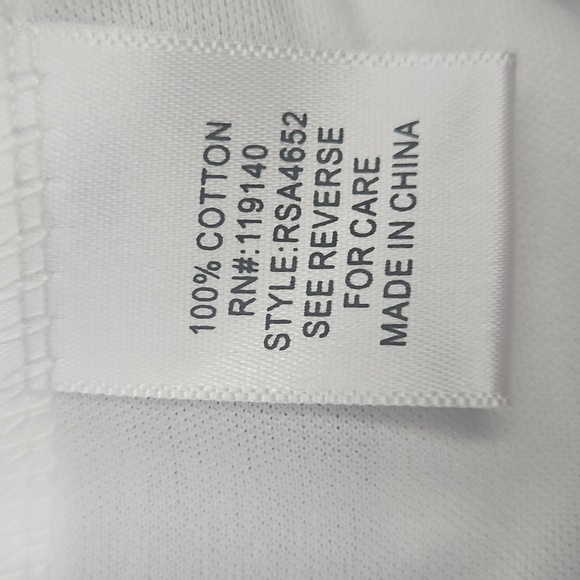 100% COTTON
RN#:119140
STYLE:RSA4652
SEE REVERSE
FOR CARE
MADE IN CHINA